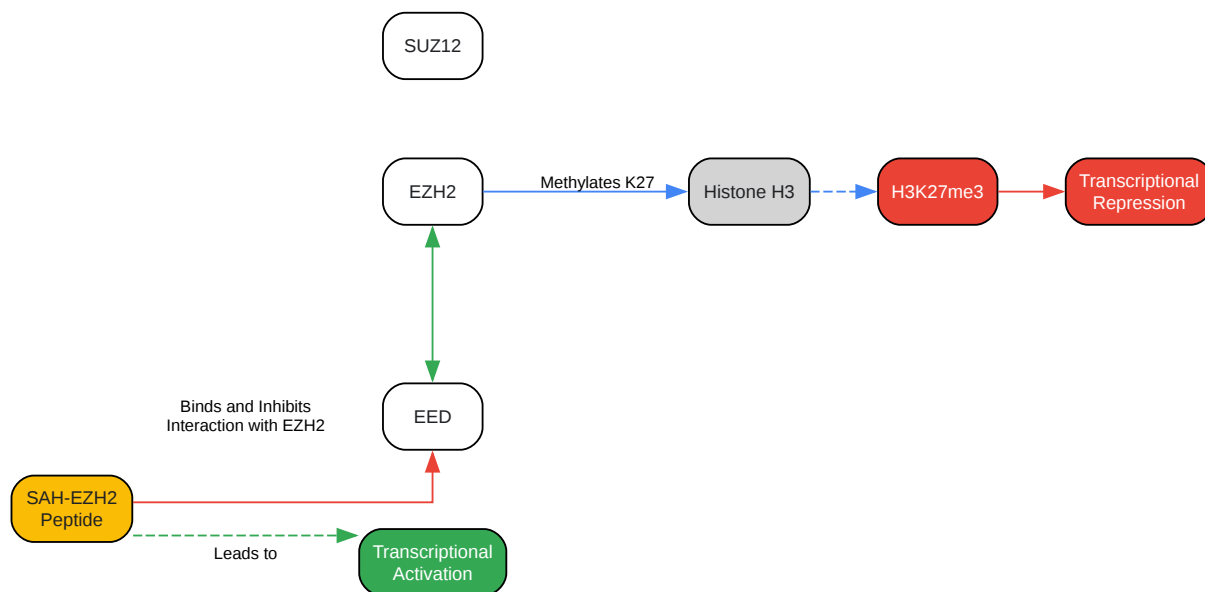 SUZ12
EZH2
Methylates K27
Histone H3
H3K27me3
Transcriptional
Repression
Binds and Inhibits
Interaction with EZH2
EED
SAH-EZH2
Peptide
Leads to
Transcriptional
Activation